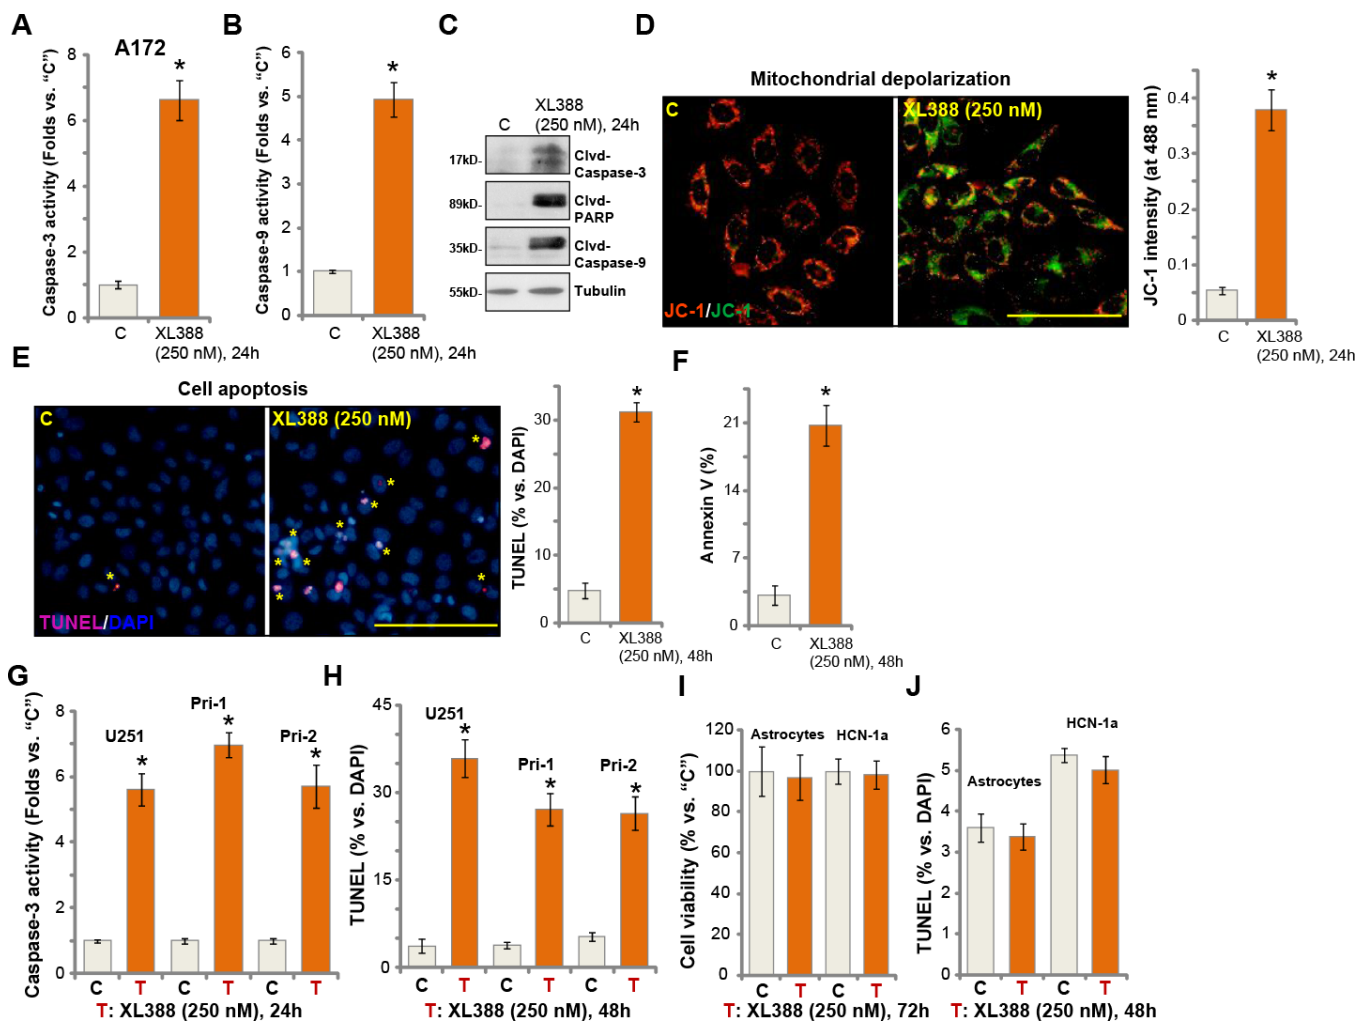 A
A172
Caspase-3 activity (Folds vs. “C”)
8
6
4
2
0
*
C
XL388
(250 nM), 24h
B
Caspase-9 activity (Folds vs. “C”)
6
5
4
3
2
1
0
*
C
XL388
(250 nM), 24h
C
C
XL388
(250 nM), 24h
17kD-
Clvd-
Caspase-3
89kD-
Clvd-
PARP
35kD-
Clvd-
Caspase-9
55kD-
Tubulin
D
Mitochondrial depolarization
C
XL388 (250 nM)
JC-1/JC-1
JC-1 intensity (at 488 nm)
0.4
0.3
0.2
0.1
0
*
C
XL388
(250 nM), 24h
E
Cell apoptosis
C
XL388 (250 nM)
TUNEL/DAPI
TUNEL (% vs. DAPI)
30
20
10
0
*
C
XL388
(250 nM), 48h
F
Annexin V (%)
21
14
7
0
*
C
XL388
(250 nM), 48h
G
Caspase-3 activity (Folds vs. “C”)
8
6
4
2
0
U251
Pri-1
Pri-2
* * *
C T C T C T
T: XL388 (250 nM), 24h
H
TUNEL (% vs. DAPI)
45
30
15
0
U251
Pri-1
Pri-2
* * *
C T C T C T
T: XL388 (250 nM), 48h
I
Cell viability (% vs. “C”)
120
100
80
60
40
20
0
Astrocytes HCN-1a
C T C T
T: XL388 (250 nM), 72h
J
TUNEL (% vs. DAPI)
6
5
4
3
2
1
0
Astrocytes
HCN-1a
C T C T
T: XL388 (250 nM), 48h